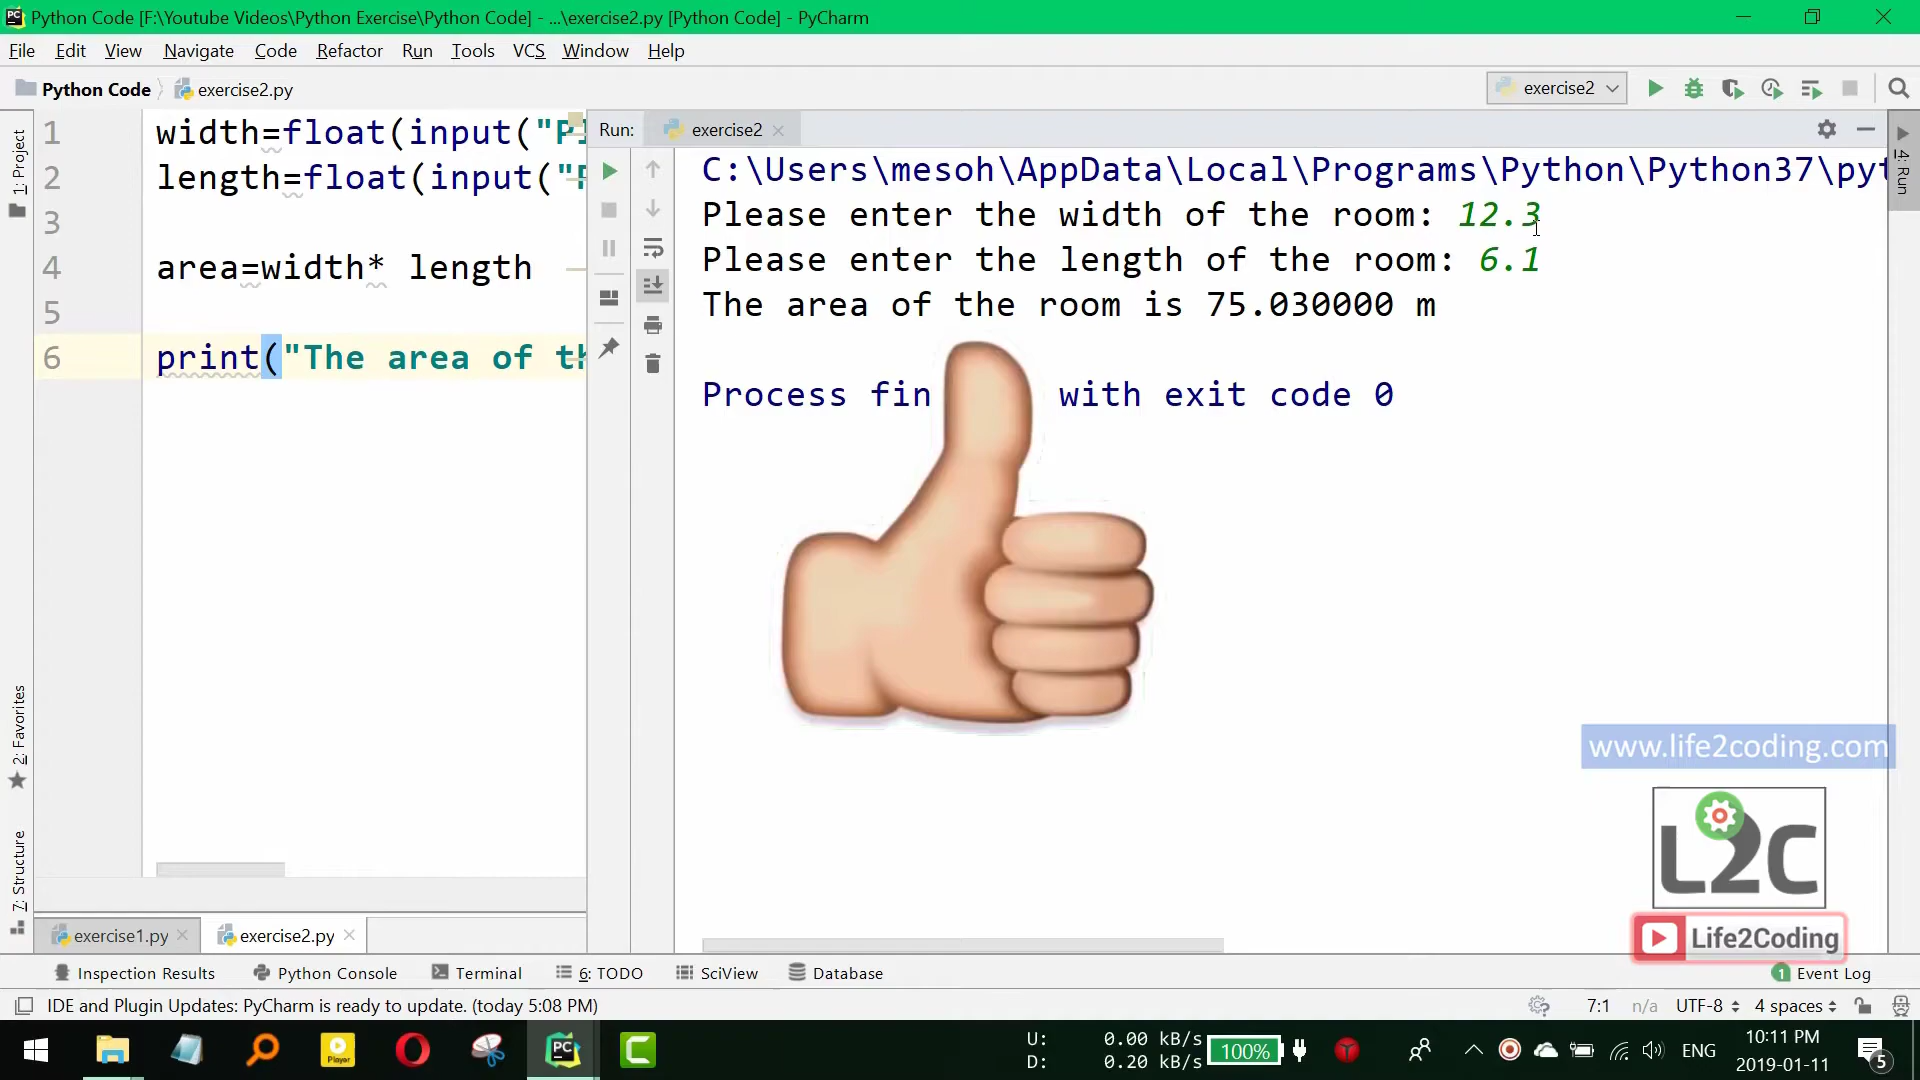 PC Python Code [F:\Youtube Videos\Python Exercise\Python Code] - ...\exercise2.py [Python Code] - PyCharm
File Edit View Navigate Code Refactor Run Tools VCS Window Help
Python Code exercise2.py exercise2
1 width=float(input("
2 length=float(input("
3
4 area=width* length
5
6 print("The area of
1: Project
2: Favorites
7: Structure
Run: exercise2
C:\Users\mesoh\AppData\Local\Programs\Python\Python37\
Please enter the width of the room: 12.3
Please enter the length of the room: 6.1
The area of the room is 75.030000 m
Process fin with exit code 0
4: Run
www.life2coding.com
L2C
Life2Coding
exercise1.py exercise2.py
Inspection Results Python Console Terminal 6: TODO SciView Database 1 Event Log
IDE and Plugin Updates: PyCharm is ready to update. (today 5:08 PM) 7:1 n/a UTF-8 4 spaces
Player PC C
U: 0.00 kB/s
D: 0.20 kB/s
100%
ENG
10:11 PM
2019-01-11
5